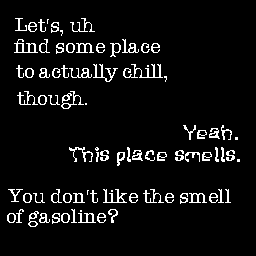 Let's, uh
find some place
to actually chill,
though.
Yeah.
This place smells.
You don't like the smell
of gasoline?